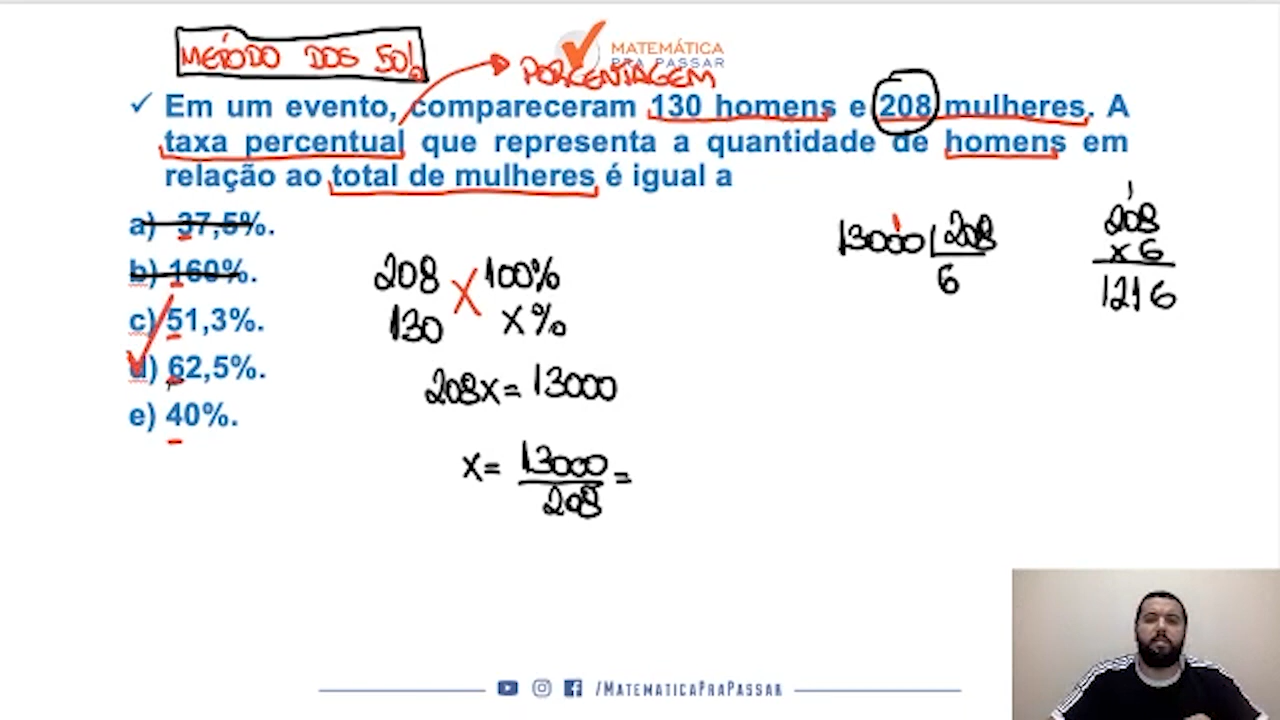 MÉTODO DOS 50%
MATEMÁTICA
PRA PASSAR
PORCENTAGEM
✓ Em um evento, compareceram 130 homens e 208 mulheres. A
taxa percentual que representa a quantidade de homens em
relação ao total de mulheres é igual a
a) 37,5%.
b) 160%.
c) 51,3%.
d) 62,5%.
e) 40%.
208 100%
130 X%
208X = 13000
X = 13000
208 =
13000 208
6
1
208
x 6
1216
/MatematicaPraPassar